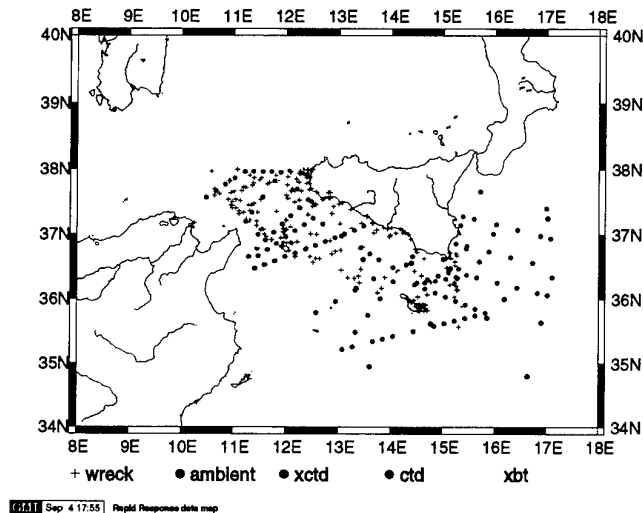 8E 9E 10E 11E 12E 13E 14E 15E 16E 17E 18E
40N 40N
39N 39N
38N 38N
37N 37N
36N 36N
35N 35N
34N 34N
8E 9E 10E 11E 12E 13E 14E 15E 16E 17E 18E
+ wreck ● ambient ● xctd ● ctd xbt
GMT Sep 4 17:55 Rapid Response data map